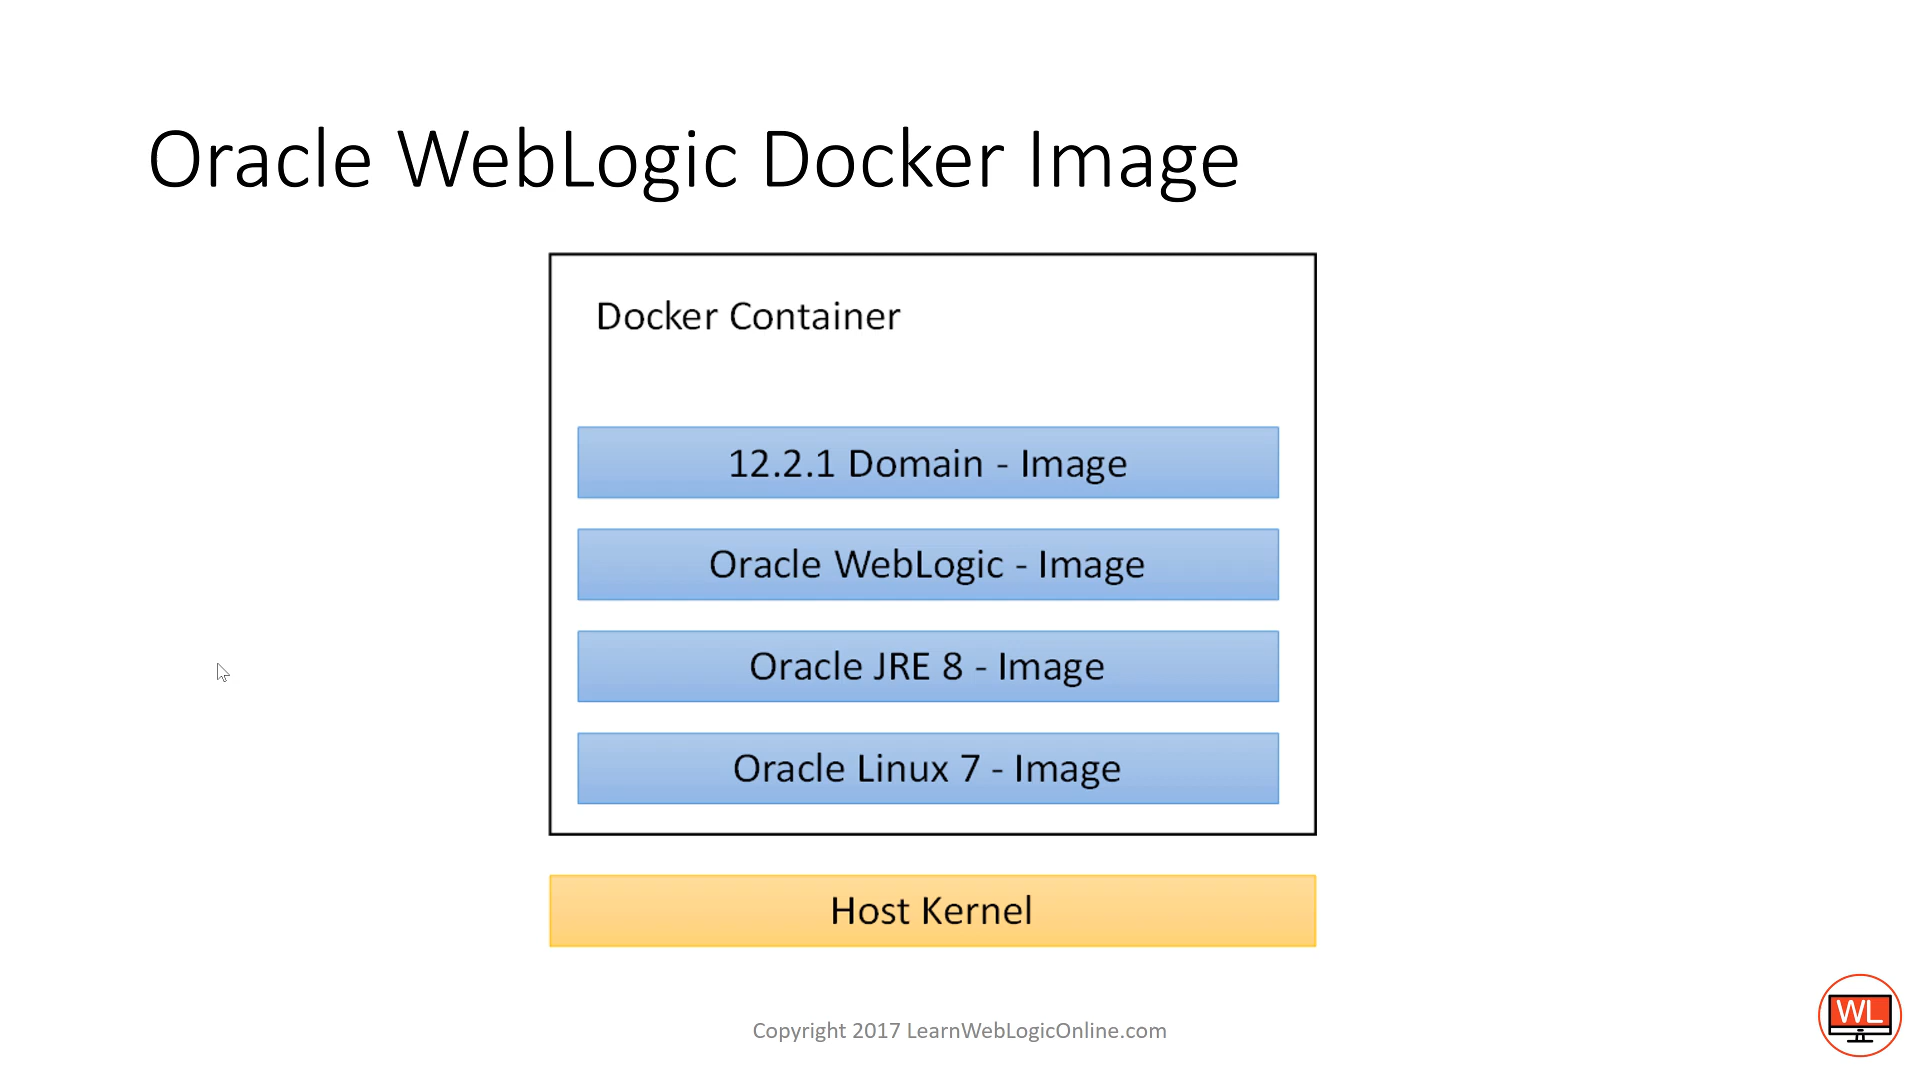 Oracle WebLogic Docker Image
Docker Container
12.2.1 Domain - Image
Oracle WebLogic - Image
Oracle JRE 8 - Image
Oracle Linux 7 - Image
Host Kernel
Copyright 2017 LearnWebLogicOnline.com
WL